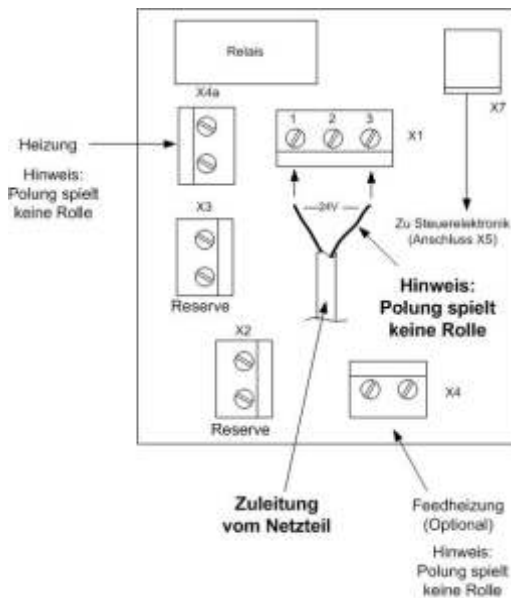 Relais
X4a
1 2 3
X1
X7
Heizung
Hinweis:
Polung spielt
keine Rolle
X3
24V
Zu Steuerelektronik
(Anschluss X5)
Hinweis:
Polung spielt
keine Rolle
Reserve
X2
X4
Reserve
Zuleitung
vom Netzteil
Feedheizung
(Optional)
Hinweis:
Polung spielt
keine Rolle